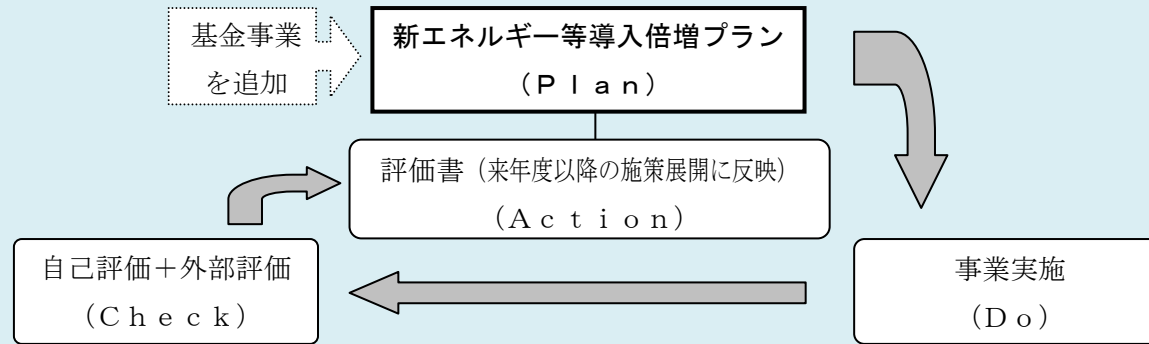 基金事業
を追加
新エネルギー等導入倍増プラン
（Ｐｌａｎ）
評価書（来年度以降の施策展開に反映）
（Ａｃｔｉｏｎ）
自己評価＋外部評価
（Ｃｈｅｃｋ）
事業実施
（Ｄｏ）